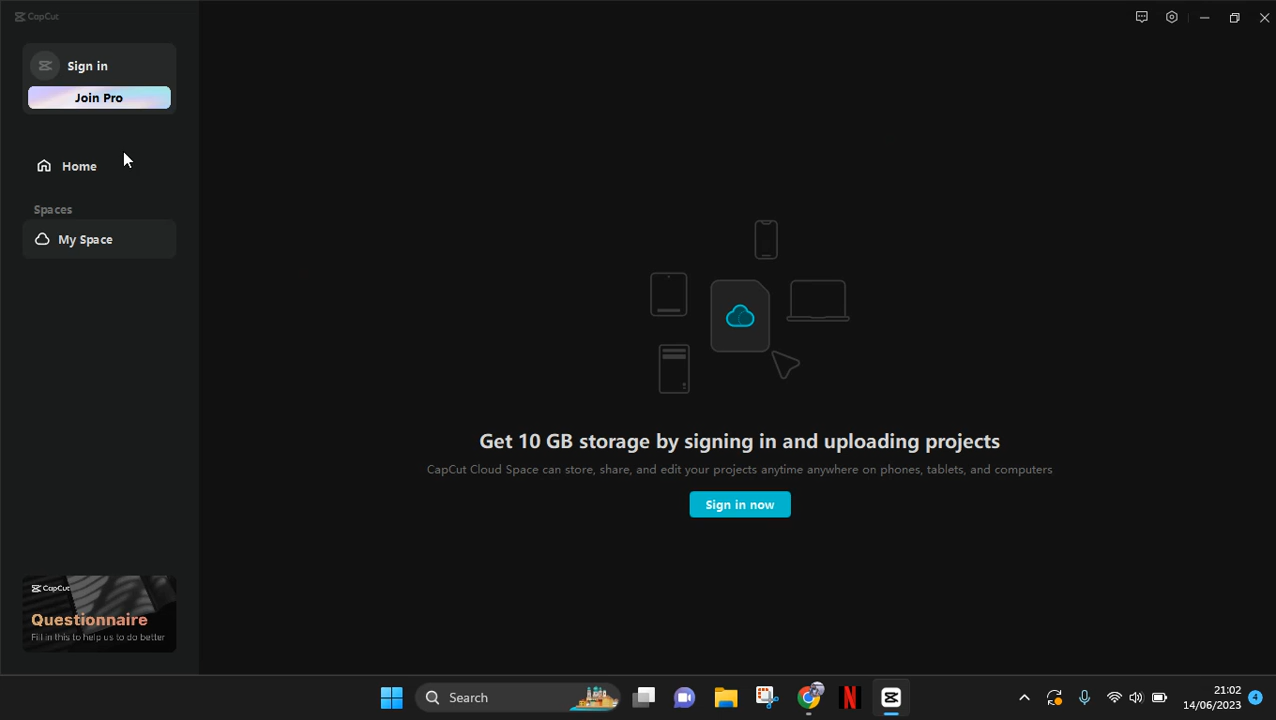 CapCut
Sign in
Join Pro
Home
Spaces
My Space
Get 10 GB storage by signing in and uploading projects
CapCut Cloud Space can store, share, and edit your projects anytime anywhere on phones, tablets, and computers
Sign in now
CapCut
Questionnaire
Fill in this to help us to do better
Search
N
21:02
14/06/2023
4